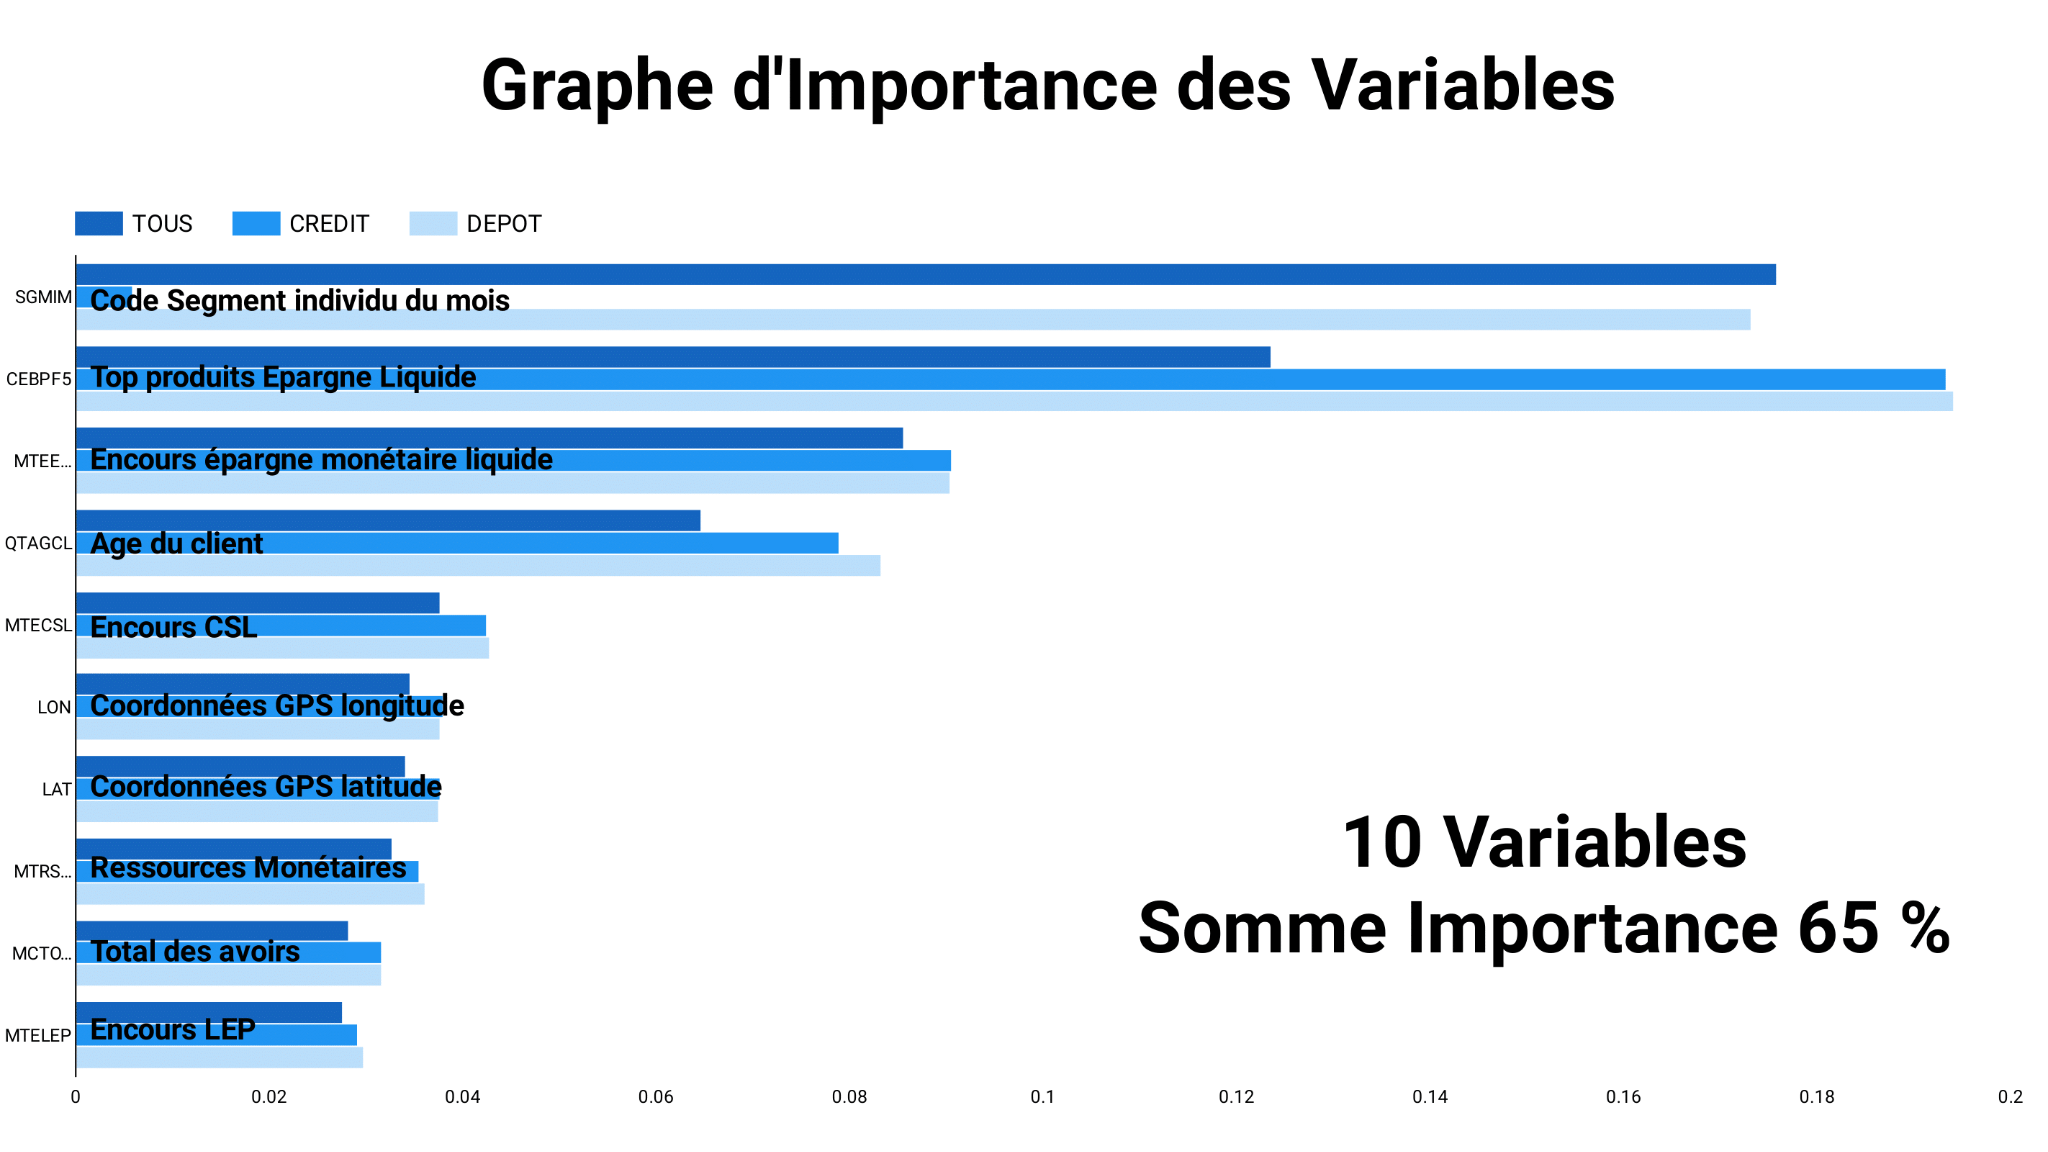 Graphe d'Importance des Variables
TOUS CREDIT DEPOT
SGMIM Code Segment individu du mois
CEBPF5 Top produits Epargne Liquide
MTEE... Encours épargne monétaire liquide
QTAGCL Age du client
MTECSL Encours CSL
LON Coordonnées GPS longitude
LAT Coordonnées GPS latitude
MTRS... Ressources Monétaires
MCTO... Total des avoirs
MTELEP Encours LEP
10 Variables
Somme Importance 65 %
0 0.02 0.04 0.06 0.08 0.1 0.12 0.14 0.16 0.18 0.2